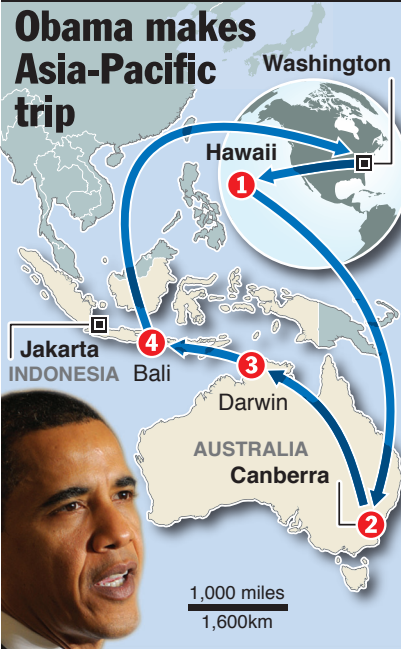 Obama makes
Asia-Pacific
trip
Washington
Hawaii
1
4
Jakarta
INDONESIA
Bali
3
Darwin
AUSTRALIA
Canberra
2
1,000 miles
1,600km